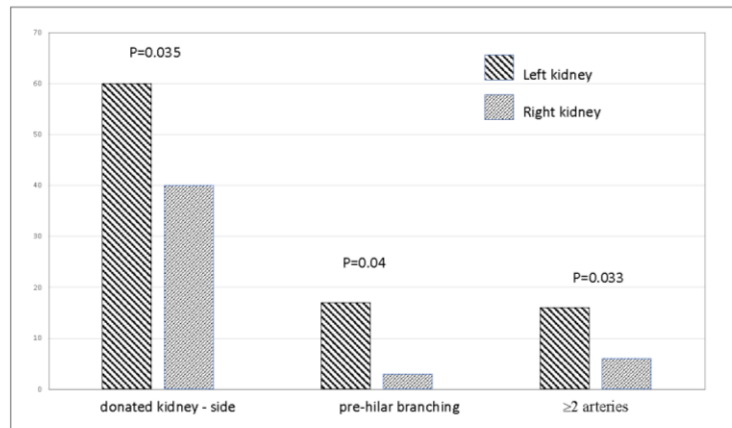 70
P=0.035
Left kidney
60
Right kidney
50
40
30
P=0.04
P=0.033
20
10
0
donated kidney - side
pre-hilar branching
≥2 arteries